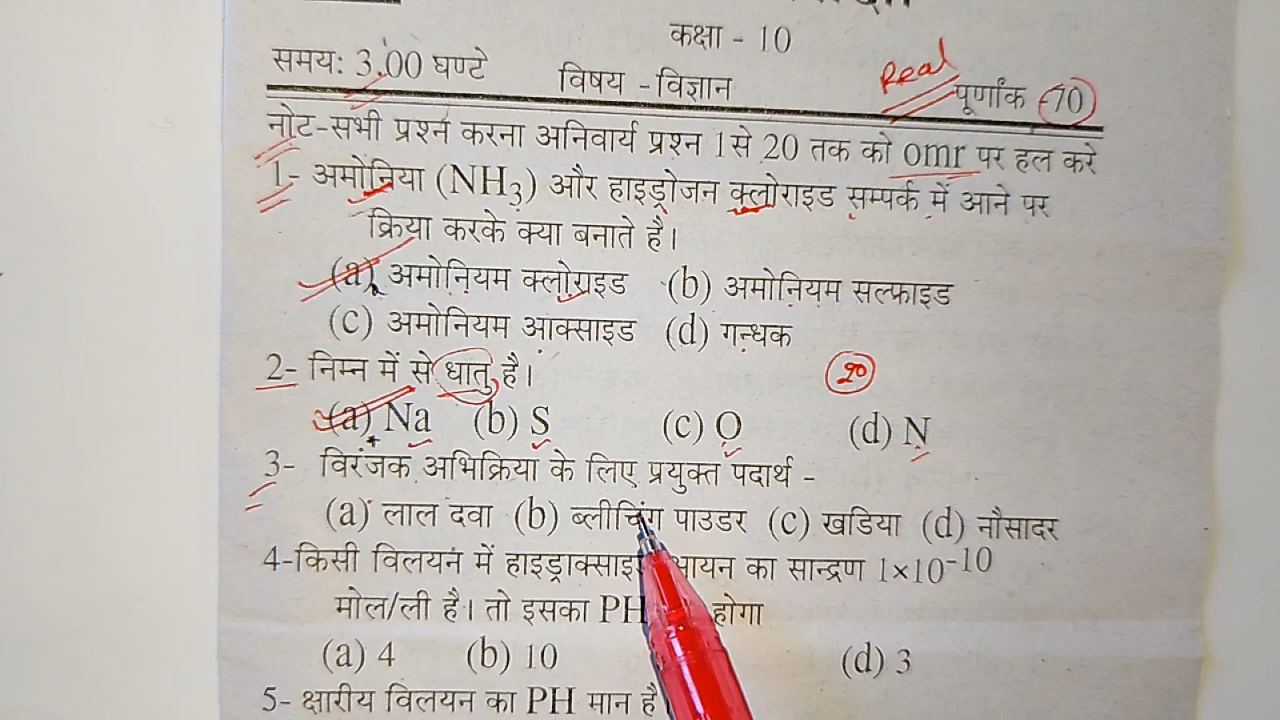 कक्षा - 10
समय: 3.00 घण्टे
विषय -विज्ञान
Real
पूर्णांक -70
नोट-सभी प्रश्न करना अनिवार्य प्रश्न 1से 20 तक को omr पर हल करे
1- अमोनिया (NH3) और हाइड्रोजन क्लोराइड सम्पर्क में आने पर
क्रिया करके क्या बनाते है।
(a) अमोनियम क्लोराइड (b) अमोनियम सल्फाइड
(c) अमोनियम आक्साइड (d) गन्धक
2- निम्न में से धातु है।
20
(a) Na (b) S (c) O (d) N
3- विरंजक अभिक्रिया के लिए प्रयुक्त पदार्थ -
(a) लाल दवा (b) ब्लीचिंग पाउडर (c) खडिया (d) नौसादर
4-किसी विलयन में आयन का सान्द्रण 1×10-10
मोल/ली है। तो इसका PH होगा
(a) 4 (b) 10 (d) 3
5- क्षारीय विलयन का PH मान है